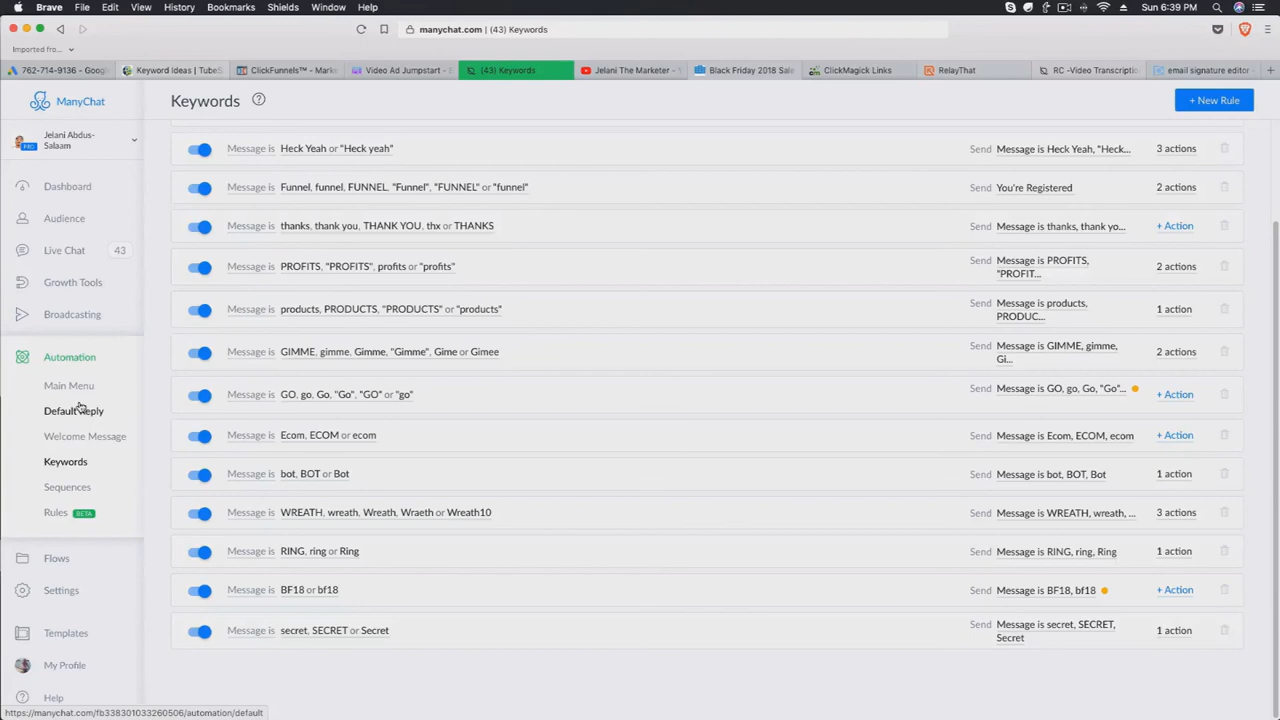 Brave File Edit View History Bookmarks Shields Window Help
Sun 6:39 PM
manychat.com | (43) Keywords
Imported fro...
762-714-9136 - Goog
Keyword Ideas | TubeS
ClickFunnels™ - Mark
Video Ad Jumpstart - E
(43) Keywords
Jelani The Marketer -
Black Friday 2018 Sal
ClickMagick Links
RelayThat
RC -Video Transcripti
email signature editor -
ManyChat
Keywords
+ New Rule
Jelani Abdus-
Salaam
PRO
Dashboard
Audience
Live Chat 43
Growth Tools
Broadcasting
Automation
Main Menu
Default Reply
Welcome Message
Keywords
Sequences
Rules BETA
Flows
Settings
Templates
My Profile
Help
Message is Heck Yeah or "Heck yeah" Send Message is Heck Yeah, "Heck... 3 actions
Message is Funnel, funnel, FUNNEL, "Funnel", "FUNNEL" or "funnel" Send You're Registered 2 actions
Message is thanks, thank you, THANK YOU, thx or THANKS Send Message is thanks, thank yo... + Action
Message is PROFITS, "PROFITS", profits or "profits" Send Message is PROFITS, 2 actions
"PROFIT...
Message is products, PRODUCTS, "PRODUCTS" or "products" Send Message is products, 1 action
PRODUC...
Message is GIMME, gimme, Gimme, "Gimme", Gime or Gimee Send Message is GIMME, gimme, 2 actions
Gi...
Message is GO, go, Go, "Go", "GO" or "go" Send Message is GO, go, Go, "Go"... + Action
Message is Ecom, ECOM or ecom Send Message is Ecom, ECOM, ecom + Action
Message is bot, BOT or Bot Send Message is bot, BOT, Bot 1 action
Message is WREATH, wreath, Wreath, Wraeth or Wreath10 Send Message is WREATH, wreath, ... 3 actions
Message is RING, ring or Ring Send Message is RING, ring, Ring 1 action
Message is BF18 or bf18 Send Message is BF18, bf18 + Action
Message is secret, SECRET or Secret Send Message is secret, SECRET, 1 action
Secret
https://manychat.com/fb338301033260506/automation/default